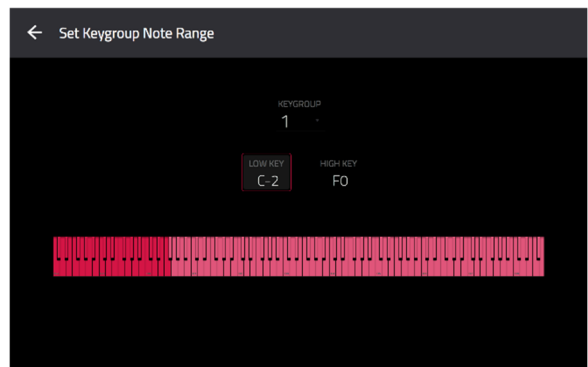 Set Keygroup Note Range
KEYGROUP
1
LOW KEY HIGH KEY
C-2 F0